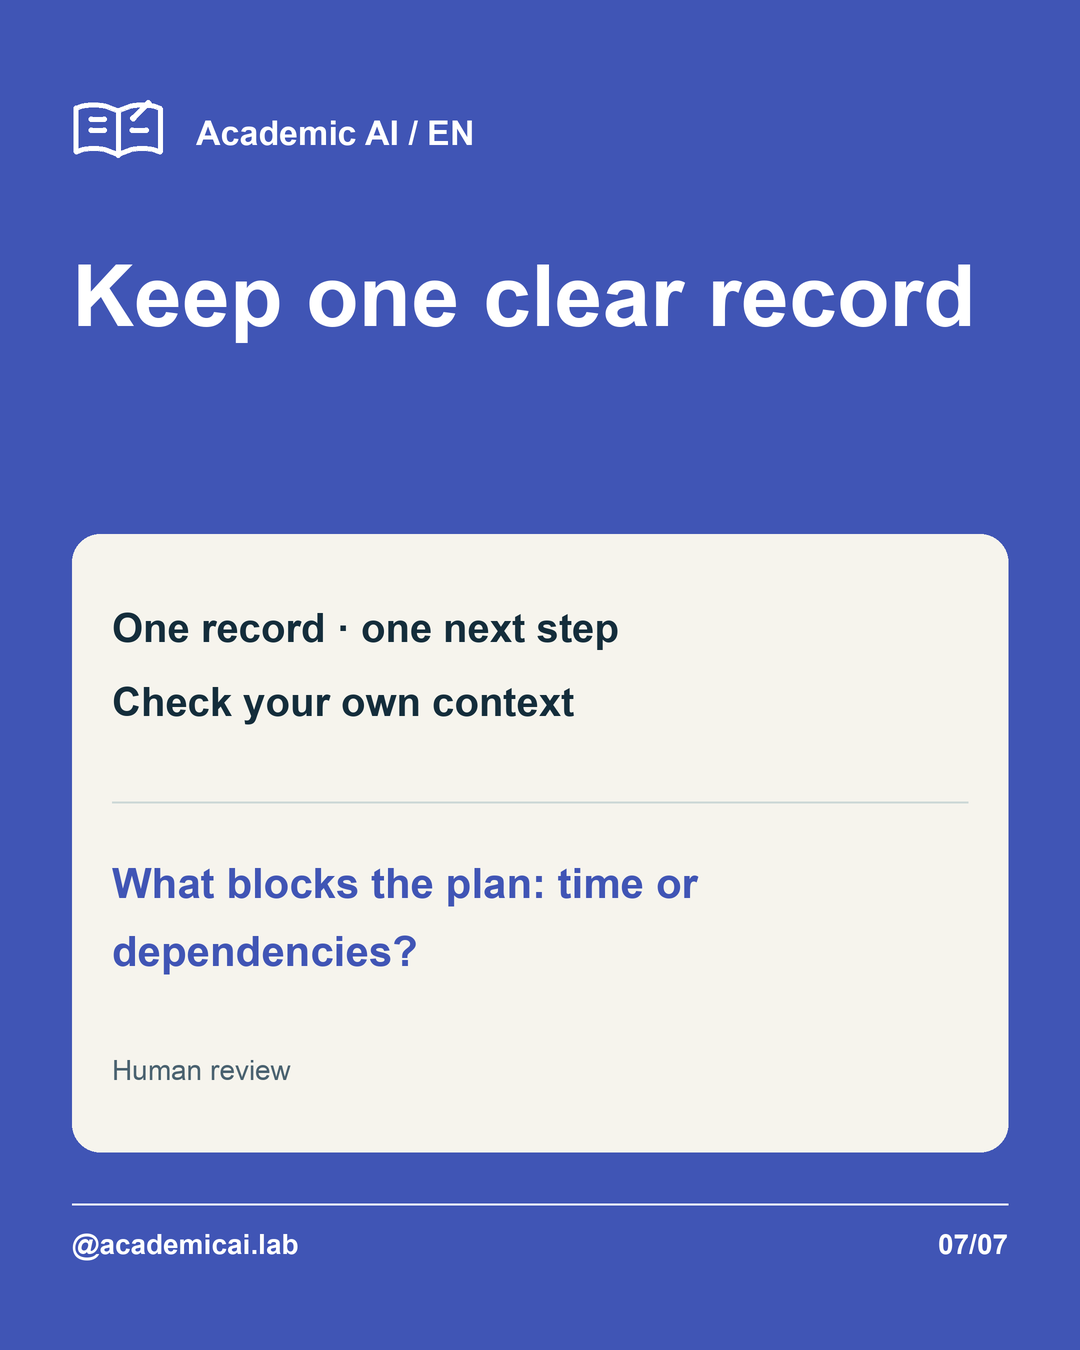 Academic AI / EN
Keep one clear record
One record · one next step
Check your own context
What blocks the plan: time or
dependencies?
Human review
@academicai.lab
07/07